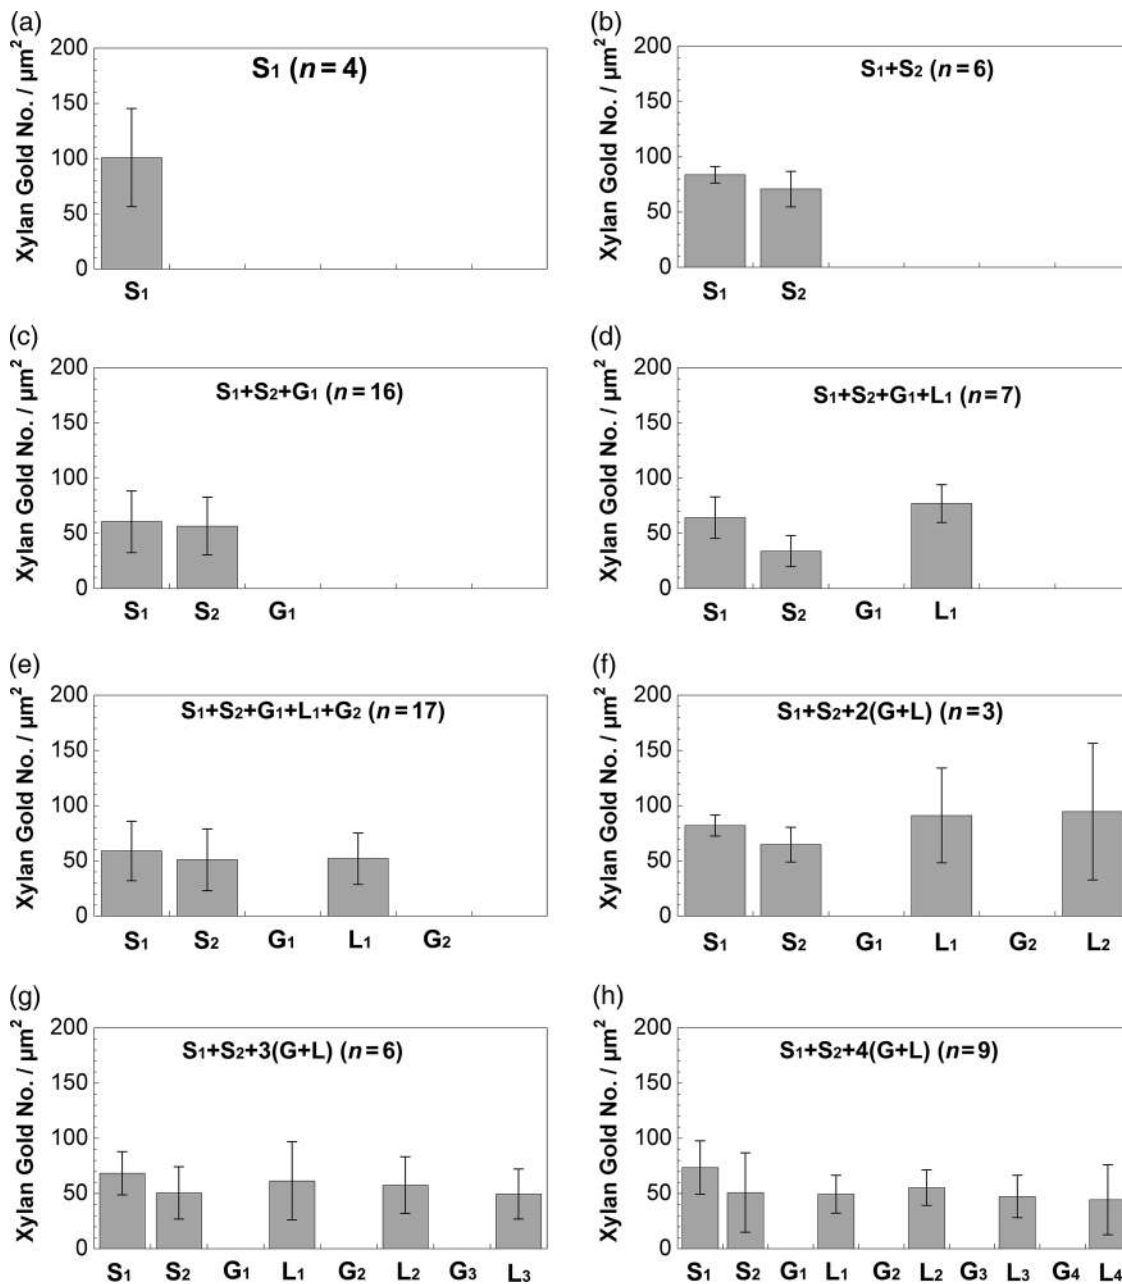 (a)
Xylan Gold No. / µm²
200
150
100
50
0
S₁ (n=4)
S₁
(b)
Xylan Gold No. / µm²
200
150
100
50
0
S₁+S₂ (n=6)
S₁ S₂
(c)
Xylan Gold No. / µm²
200
150
100
50
0
S₁+S₂+G₁ (n=16)
S₁ S₂ G₁
(d)
Xylan Gold No. / µm²
200
150
100
50
0
S₁+S₂+G₁+L₁ (n=7)
S₁ S₂ G₁ L₁
(e)
Xylan Gold No. / µm²
200
150
100
50
0
S₁+S₂+G₁+L₁+G₂ (n=17)
S₁ S₂ G₁ L₁ G₂
(f)
Xylan Gold No. / µm²
200
150
100
50
0
S₁+S₂+2(G+L) (n=3)
S₁ S₂ G₁ L₁ G₂ L₂
(g)
Xylan Gold No. / µm²
200
150
100
50
0
S₁+S₂+3(G+L) (n=6)
S₁ S₂ G₁ L₁ G₂ L₂ G₃ L₃
(h)
Xylan Gold No. / µm²
200
150
100
50
0
S₁+S₂+4(G+L) (n=9)
S₁ S₂ G₁ L₁ G₂ L₂ G₃ L₃ G₄ L₄